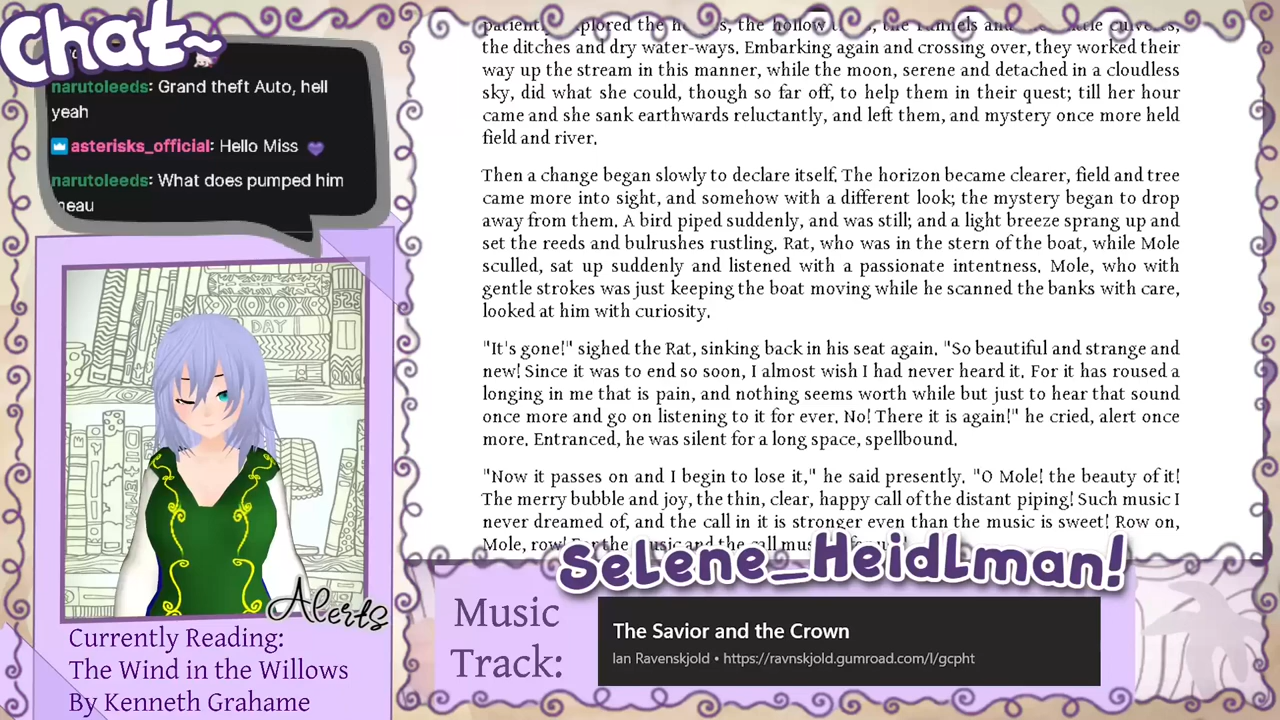 Chat~
narutoleeds: Grand theft Auto, hell
yeah
asterisks_official: Hello Miss
narutoleeds: What does pumped him
DAY
Alerts
Currently Reading:
The Wind in the Willows
By Kenneth Grahame
the ditches and dry water-ways. Embarking again and crossing over, they worked their
way up the stream in this manner, while the moon, serene and detached in a cloudless
sky, did what she could, though so far off, to help them in their quest; till her hour
came and she sank earthwards reluctantly, and left them, and mystery once more held
field and river.
Then a change began slowly to declare itself. The horizon became clearer, field and tree
came more into sight, and somehow with a different look; the mystery began to drop
away from them. A bird piped suddenly, and was still; and a light breeze sprang up and
set the reeds and bulrushes rustling. Rat, who was in the stern of the boat, while Mole
sculled, sat up suddenly and listened with a passionate intentness. Mole, who with
gentle strokes was just keeping the boat moving while he scanned the banks with care,
looked at him with curiosity.
"It's gone!" sighed the Rat, sinking back in his seat again. "So beautiful and strange and
new! Since it was to end so soon, I almost wish I had never heard it. For it has roused a
longing in me that is pain, and nothing seems worth while but just to hear that sound
once more and go on listening to it for ever. No! There it is again!" he cried, alert once
more. Entranced, he was silent for a long space, spellbound.
"Now it passes on and I begin to lose it," he said presently. "O Mole! the beauty of it!
The merry bubble and joy, the thin, clear, happy call of the distant piping! Such music I
never dreamed of, and the call in it is stronger even than the music is sweet! Row on,
Mole, row! For the music and the call must
Selene_Heidlman!
Music
Track:
The Savior and the Crown
Ian Ravenskjold • https://ravnskjold.gumroad.com/l/gcpht